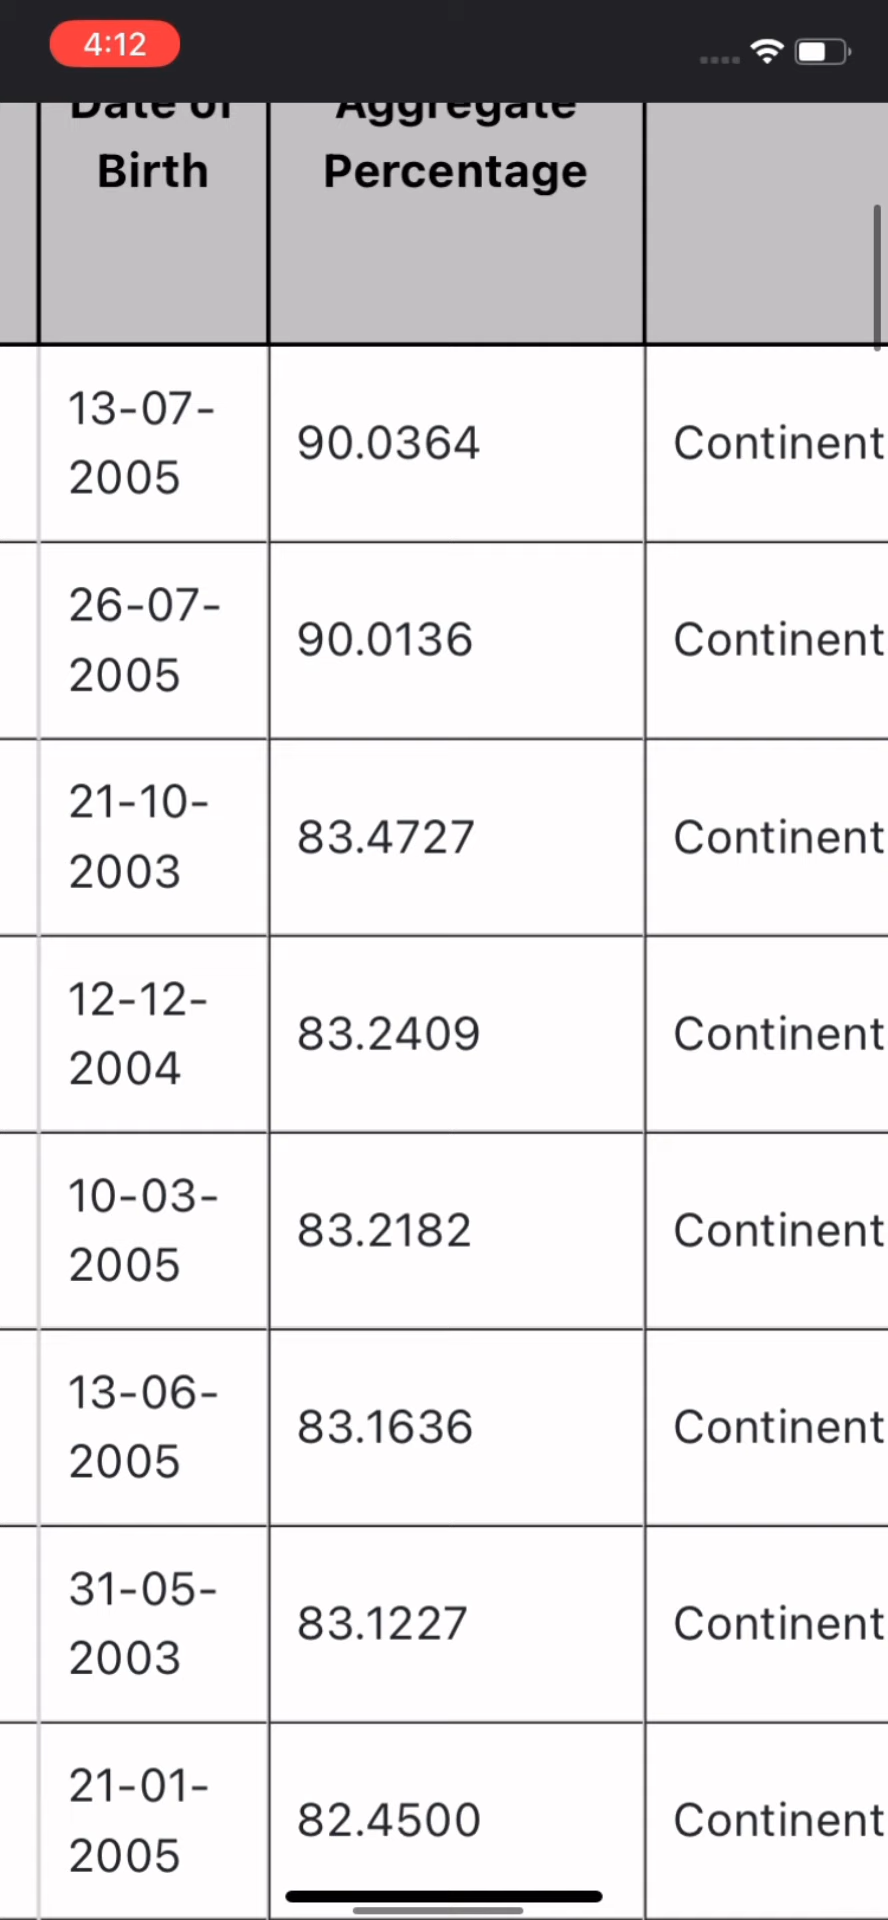 4:12
Date of
Birth
Aggregate
Percentage
13-07-
2005
90.0364
Continent
26-07-
2005
90.0136
Continent
21-10-
2003
83.4727
Continent
12-12-
2004
83.2409
Continent
10-03-
2005
83.2182
Continent
13-06-
2005
83.1636
Continent
31-05-
2003
83.1227
Continent
21-01-
2005
82.4500
Continent